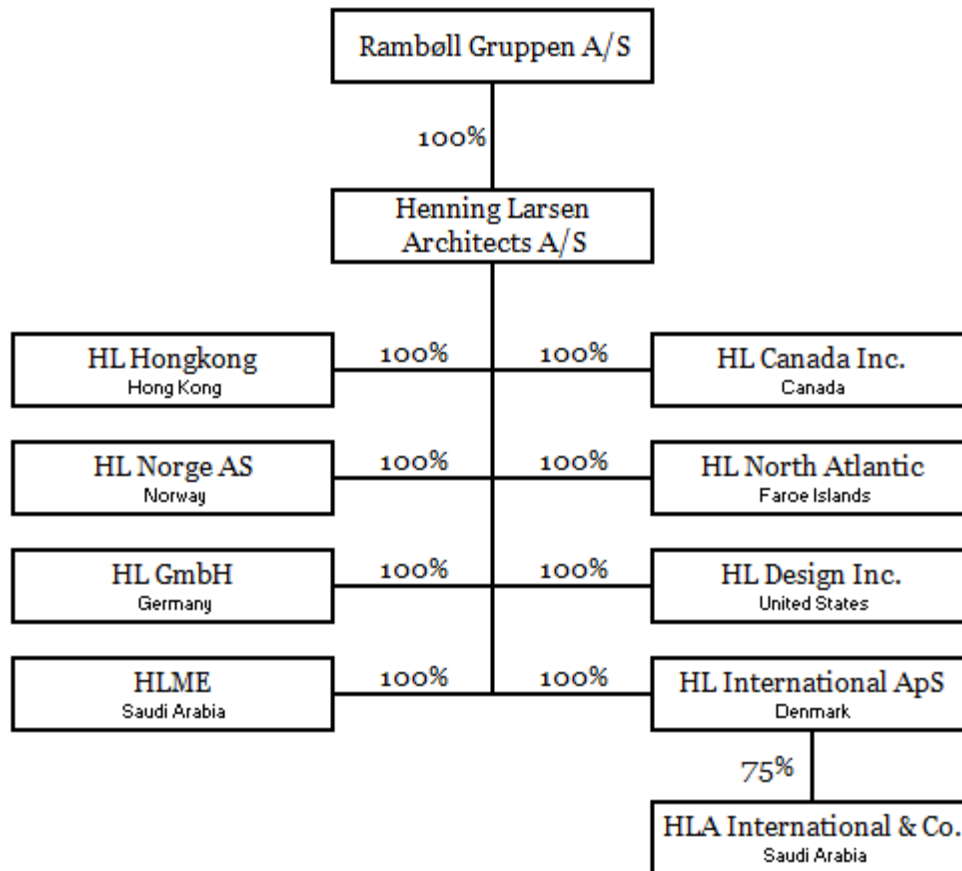 Rambøll Gruppen A/S
100%
Henning Larsen
Architects A/S
HL Hongkong
Hong Kong
100%
100%
HL Canada Inc.
Canada
HL Norge AS
Norway
100%
100%
HL North Atlantic
Faroe Islands
HL GmbH
Germany
100%
100%
HL Design Inc.
United States
HLME
Saudi Arabia
100%
100%
HL International ApS
Denmark
75%
HLA International & Co.
Saudi Arabia